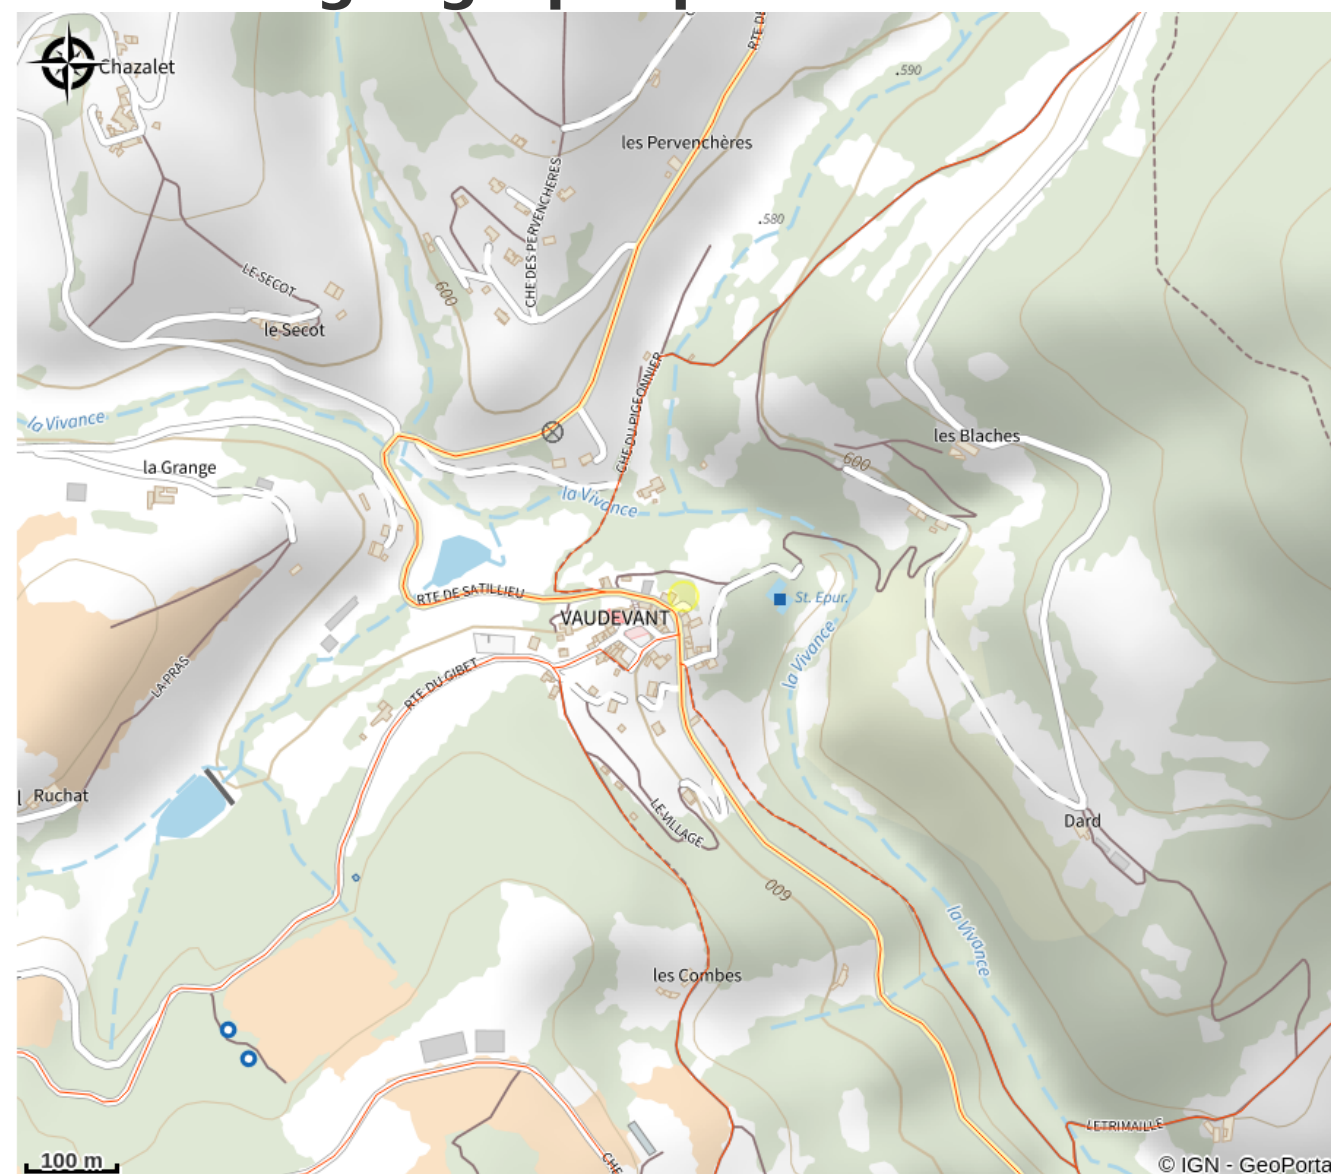 Chazalet
RTE DE
.590
les Pervenchères
CHE DES PERVENCHERES
.580
LE SECOT
600
le Secot
CHE DU PIGEONNIER
la Vivance
les Blaches
la Grange
600
la Vivance
RTE DE SATILLIEU
St. Epur.
VAUDEVANT
la Vivance
LA PRAS
RTE DU GIBET
Ruchat
LE VILLAGE
Dard
600
la Vivance
les Combes
LETRIMAILLE
CHE
100 m
© IGN - GeoPorta